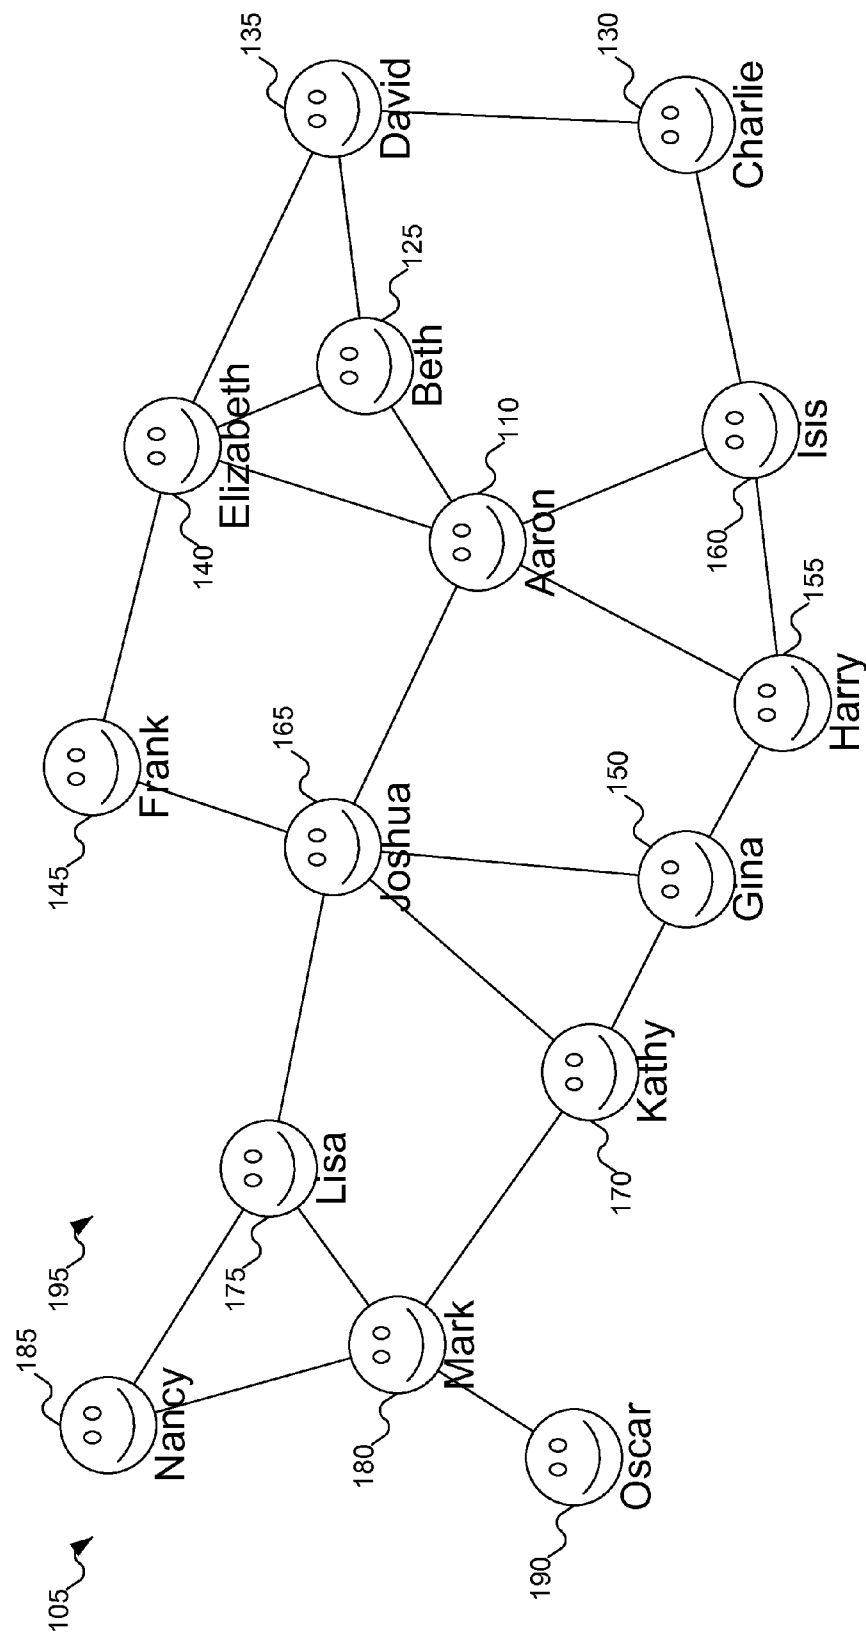 105
195
185
Nancy
175
Lisa
180
Mark
190
Oscar
170
Kathy
145
Frank
165
Joshua
150
Gina
155
Harry
140
Elizabeth
110
Aaron
125
Beth
160
Isis
135
David
130
Charlie